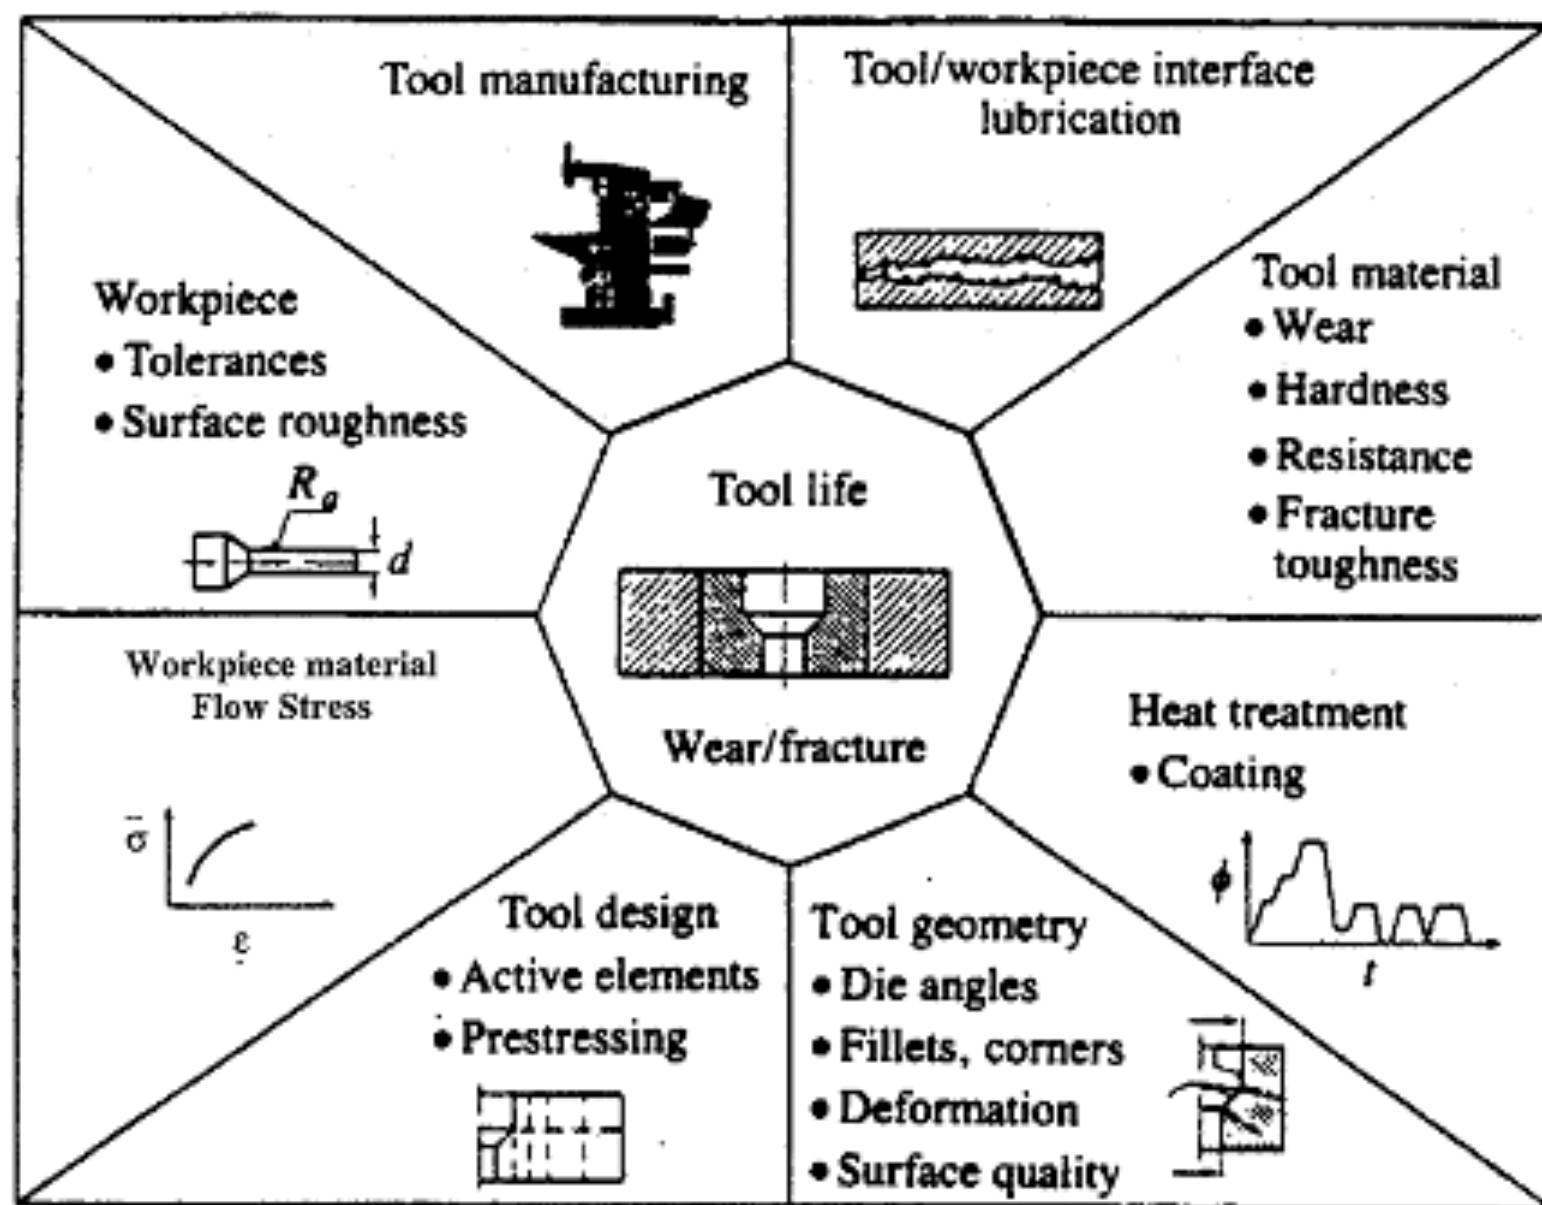 Tool manufacturing
Tool/workpiece interface
lubrication
Workpiece
• Tolerances
• Surface roughness
R_a
d
Tool material
• Wear
• Hardness
• Resistance
• Fracture
toughness
Tool life
Wear/fracture
Workpiece material
Flow Stress
σ̄
ε
Heat treatment
• Coating
ϕ
t
Tool design
• Active elements
• Prestressing
Tool geometry
• Die angles
• Fillets, corners
• Deformation
• Surface quality